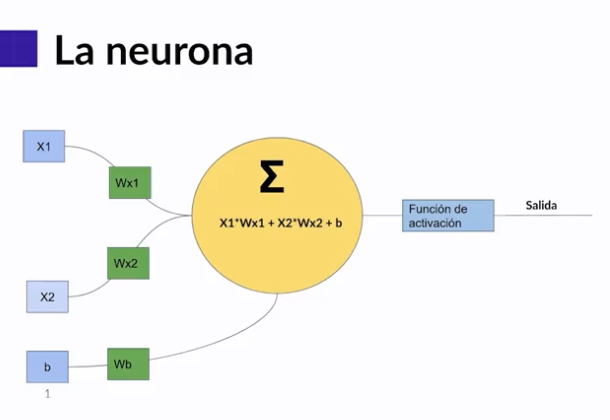 La neurona
X1
Wx1
Σ
X1*Wx1 + X2*Wx2 + b
Función de
activación
Salida
Wx2
X2
b
Wb
1